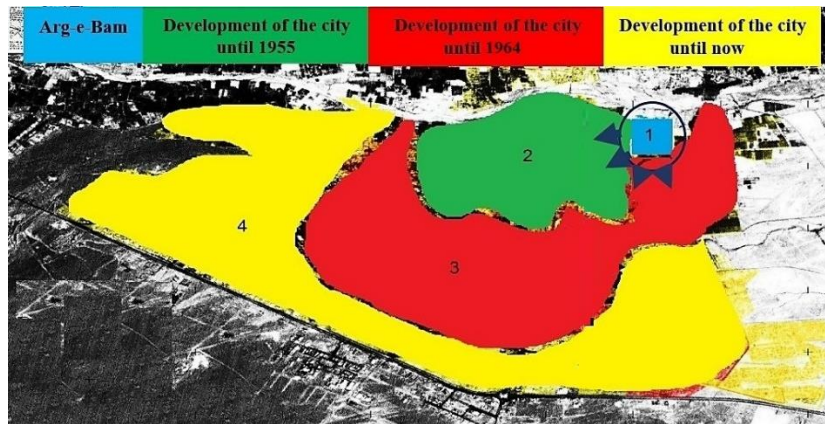 Arg-e-Bam
Development of the city
until 1955
Development of the city
until 1964
Development of the city
until now
1
2
3
4